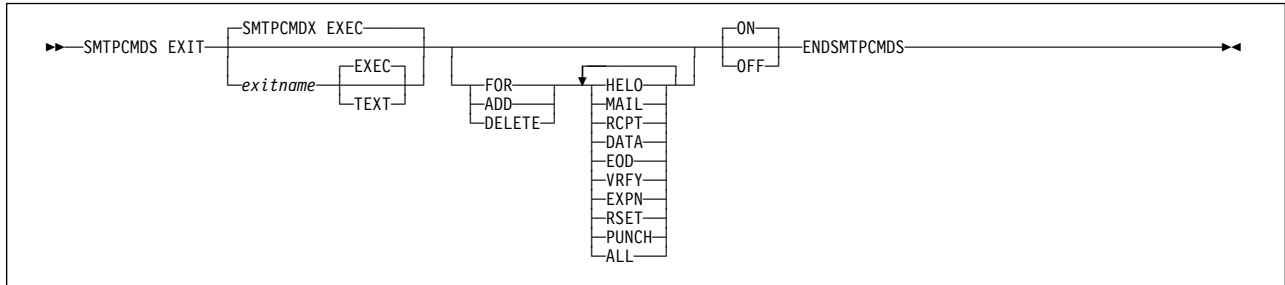 SMTPCMDX EXEC ON
SMTPCMDS EXIT ENDSMTPCMDS
EXEC FOR HELO OFF
exitname TEXT ADD MAIL
DELETE RCPT
DATA
EOD
VRFY
EXPN
RSET
PUNCH
ALL